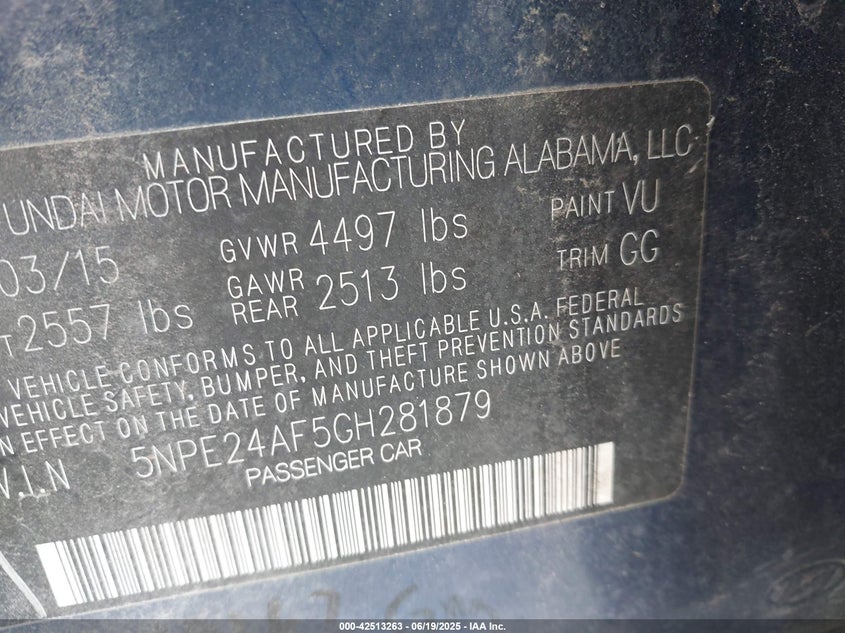 MANUFACTURED BY
UNDAI MOTOR MANUFACTURING ALABAMA, LLC
03/15 GVWR 4497 lbs PAINT VU
T 2557 lbs GAWR REAR 2513 lbs TRIM GG
VEHICLE CONFORMS TO ALL APPLICABLE U.S.A. FEDERAL
VEHICLE SAFETY, BUMPER, AND THEFT PREVENTION STANDARDS
N EFFECT ON THE DATE OF MANUFACTURE SHOWN ABOVE
V.I.N 5NPE24AF5GH281879
PASSENGER CAR
000-42513263 - 06/19/2025 - IAA Inc.